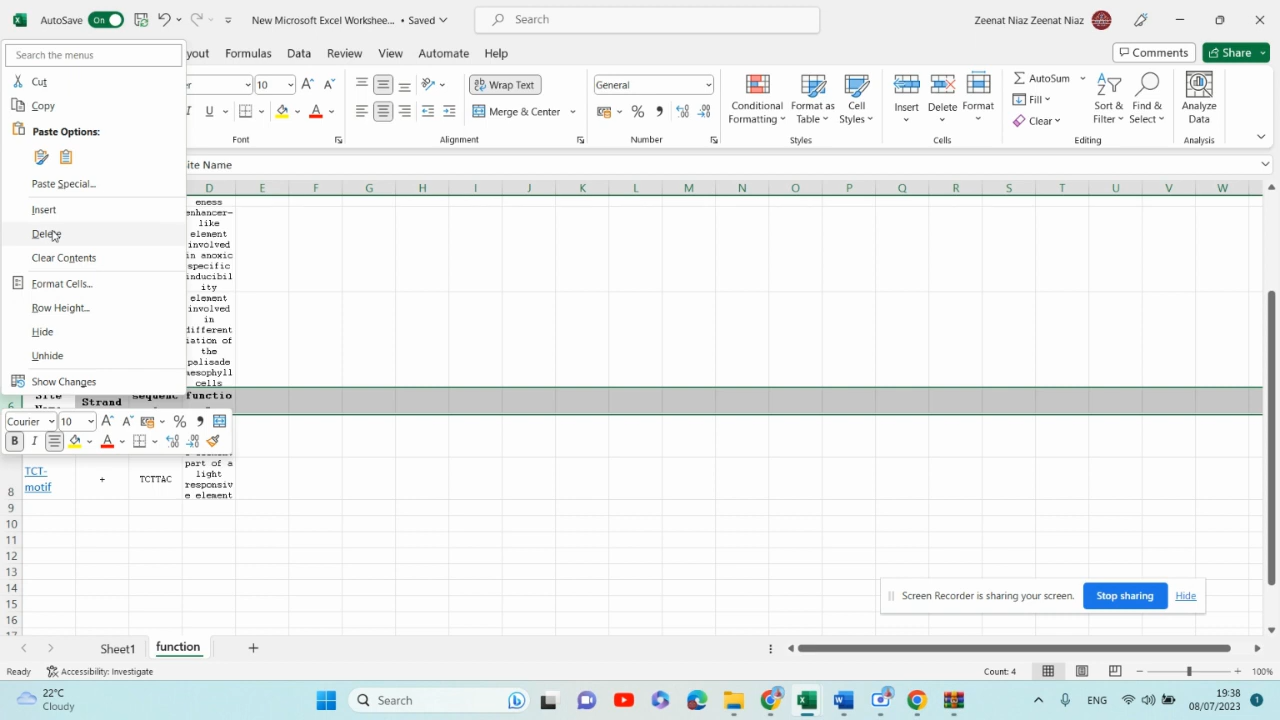 AutoSave On New Microsoft Excel Workshee... • Saved Search Zeenat Niaz Zeenat Niaz
Search the menus
yout Formulas Data Review View Automate Help Comments Share
Cut
Copy
Paste Options:
Paste Special...
Insert
Delete
Clear Contents
Format Cells...
Row Height...
Hide
Unhide
Show Changes
10 Wrap Text General
U Merge & Center %
Conditional Formatting
Format as Table
Cell Styles
Insert Delete Format
AutoSum
Fill
Clear
Sort & Filter
Find & Select
Analyze Data
Font Alignment Number Styles Cells Editing Analysis
ite Name
D E F G H I J K L M N O P Q R S T U V W
eness
enhancer-
like
element
involved
in anoxic
specific
inducibil
ity
element
involved
in
different
iation of
the
palisade
mesophyll
cells
6 Site Name Strand sequenc functio
Courier 10 A A % ,
B I
part of a
light
responsiv
e element
8 TCT-motif + TCTTAC
9
10
11
12
13
14
15
16
17
Screen Recorder is sharing your screen. Stop sharing Hide
Sheet1 function +
Ready Accessibility: Investigate Count: 4 100%
22°C
Cloudy
Search
ENG
19:38
08/07/2023